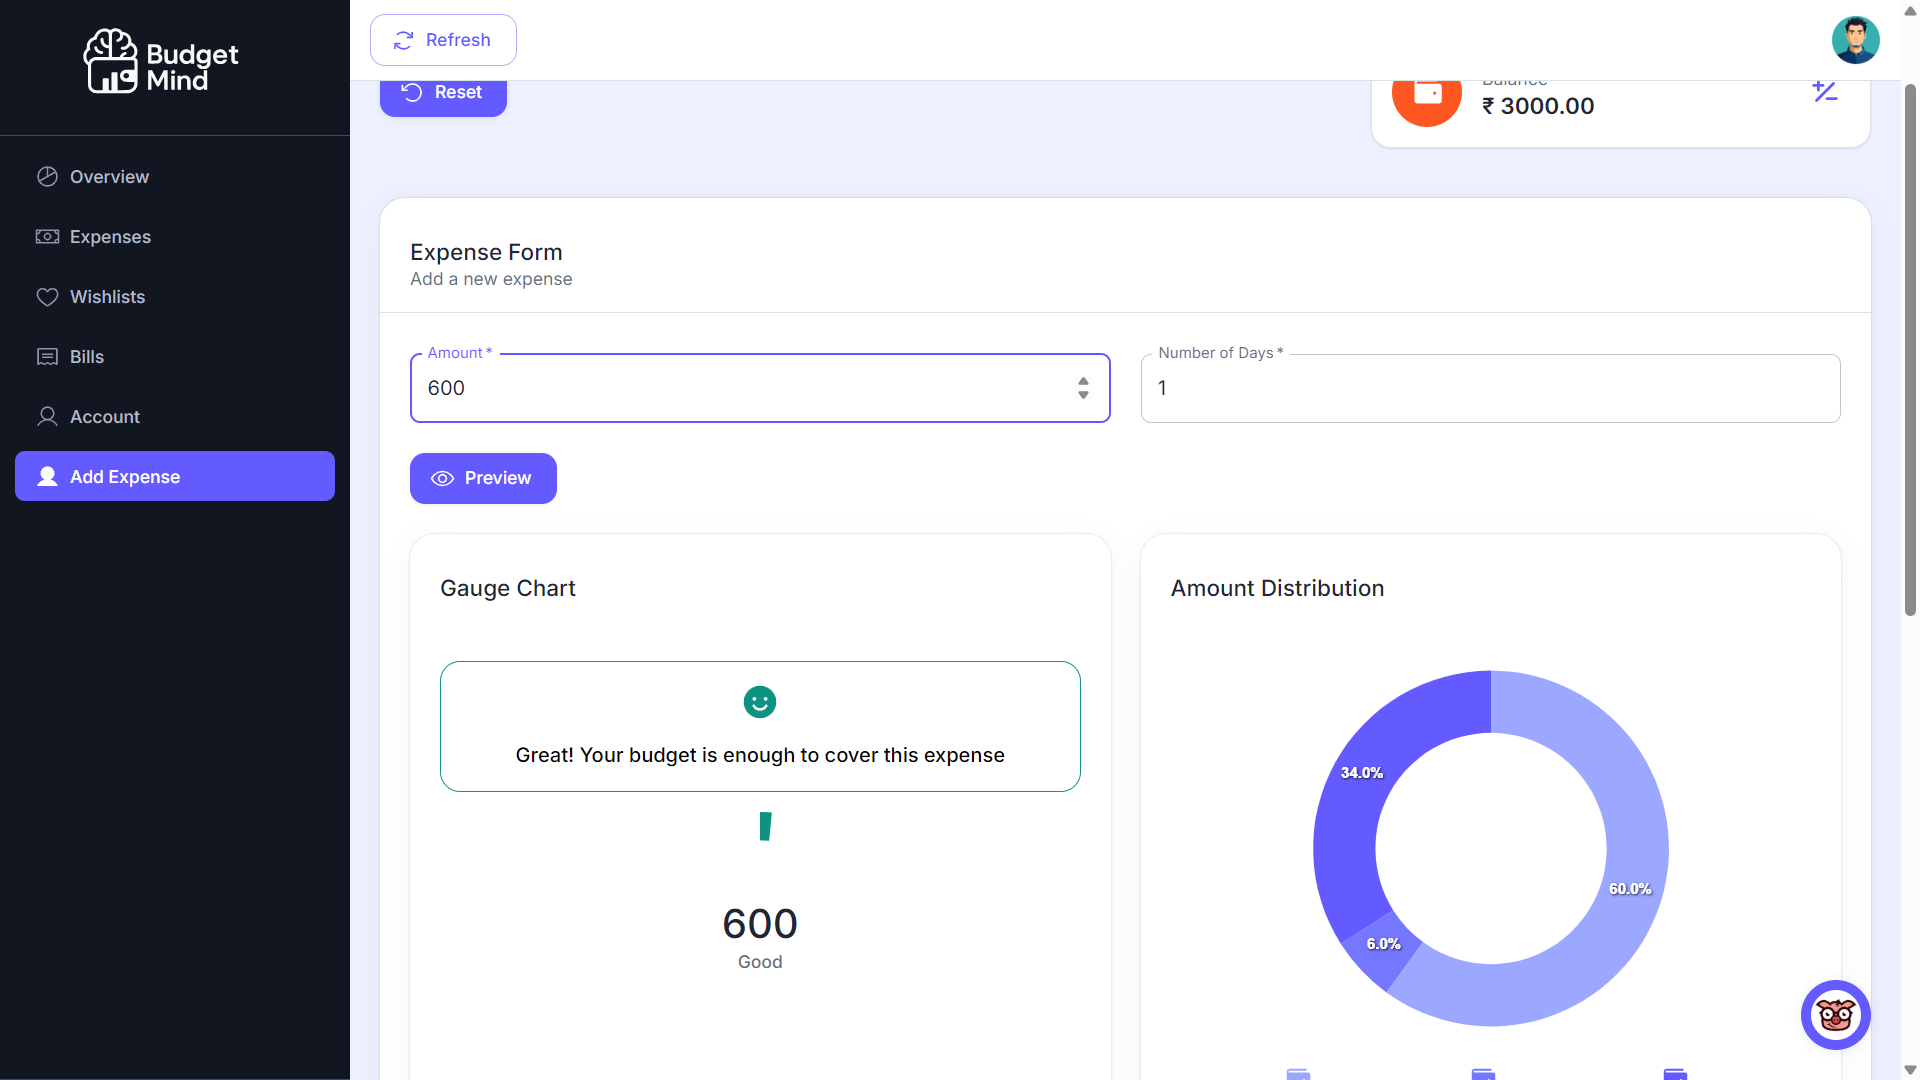 Budget
Mind
Overview
Expenses
Wishlists
Bills
Account
Add Expense
Refresh
Reset
Balance
₹ 3000.00
Expense Form
Add a new expense
Amount *
600
Number of Days *
1
Preview
Gauge Chart
Great! Your budget is enough to cover this expense
600
Good
Amount Distribution
34.0%
60.0%
6.0%